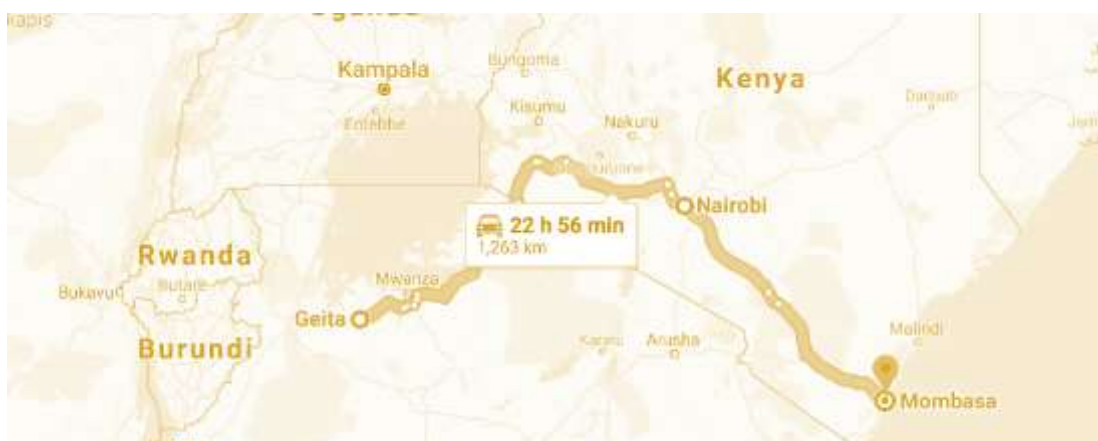 Uganda
Kampala
Entebbe
Bungoma
Kisumu
Nakuru
Kenya
Nairobi
22 h 56 min
1,263 km
Rwanda
Bukavu
Butare
Mwanza
Geita
Burundi
Arusha
Malindi
Mombasa